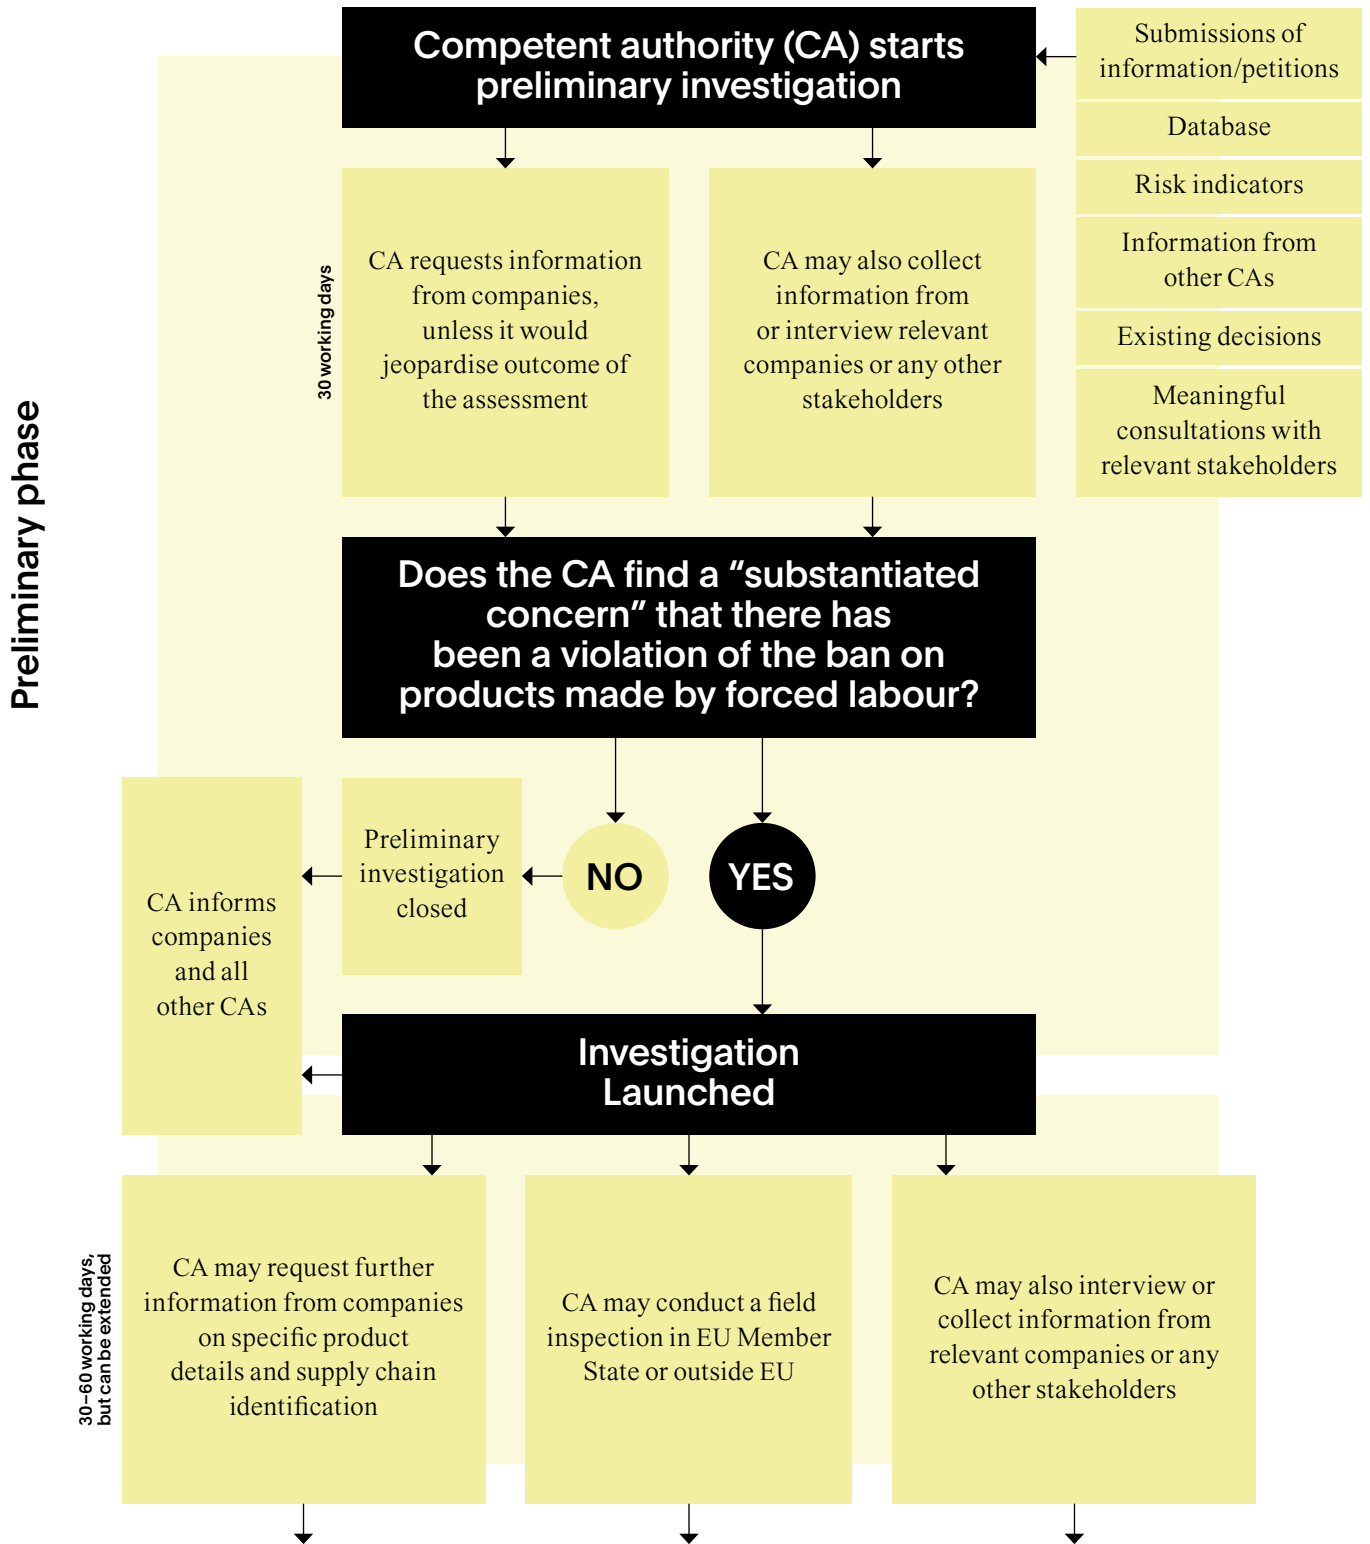 Competent authority (CA) starts
preliminary investigation
Submissions of
information/petitions
Database
Risk indicators
Information from
other CAs
Existing decisions
Meaningful
consultations with
relevant stakeholders
Preliminary phase
30 working days
CA requests information
from companies,
unless it would
jeopardise outcome of
the assessment
CA may also collect
information from
or interview relevant
companies or any other
stakeholders
Does the CA find a “substantiated
concern” that there has
been a violation of the ban on
products made by forced labour?
NO
YES
Preliminary
investigation
closed
CA informs
companies
and all
other CAs
Investigation
Launched
30–60 working days,
but can be extended
CA may request further
information from companies
on specific product
details and supply chain
identification
CA may conduct a field
inspection in EU Member
State or outside EU
CA may also interview or
collect information from
relevant companies or any
other stakeholders